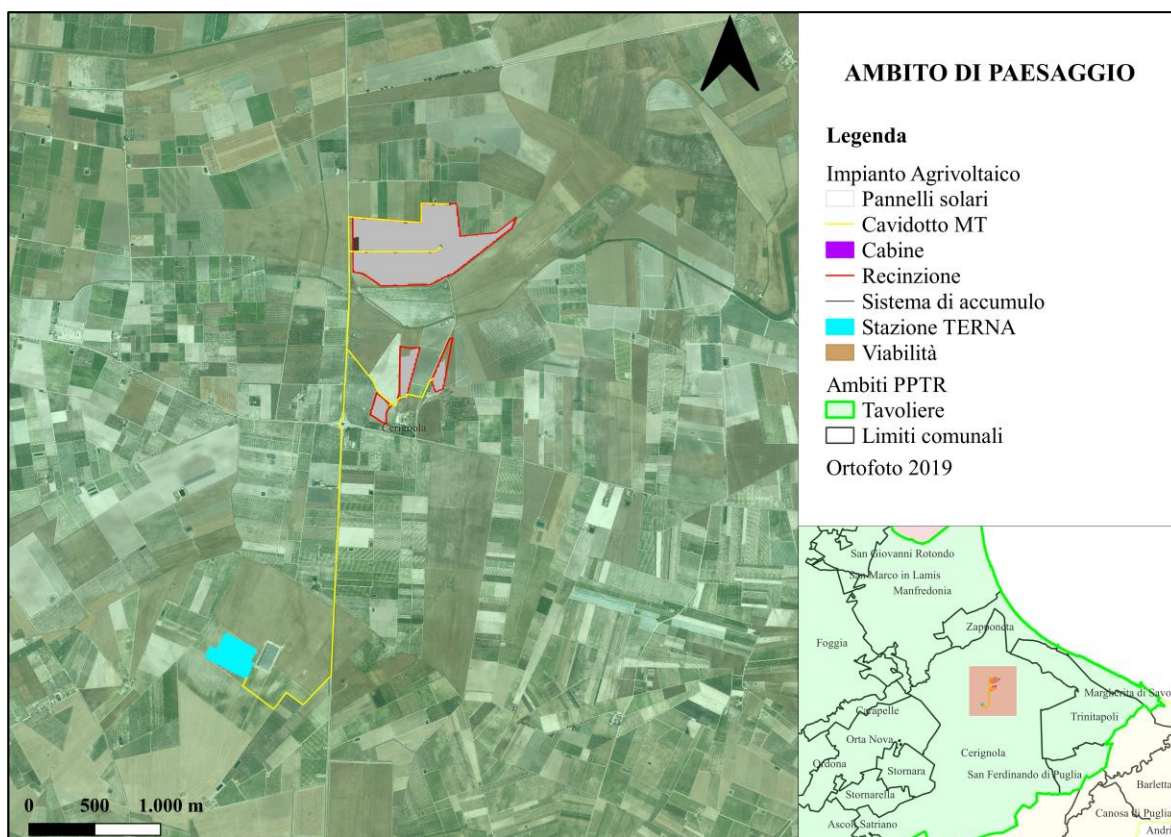 AMBITO DI PAESAGGIO
Legenda
Impianto Agrivoltaico
Pannelli solari
Cavidotto MT
Cabine
Recinzione
Sistema di accumulo
Stazione TERNA
Viabilità
Ambiti PPTR
Tavoliere
Limiti comunali
Ortofoto 2019
Cerignola
0 500 1.000 m
San Giovanni Rotondo
San Marco in Lamis
Manfredonia
Zapponeta
Foggia
Margherita di Savo
Carapelle
Trinitapoli
Orta Nova
Cerignola
Ordona
Stornara
San Ferdinando di Puglia
Barletta
Stornarella
Canosa di Puglia
Ascoli Satriano
Andri